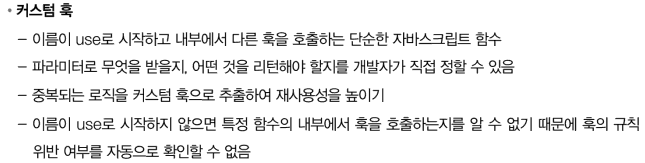 • 커스텀 훅
– 이름이 use로 시작하고 내부에서 다른 훅을 호출하는 단순한 자바스크립트 함수
– 파라미터로 무엇을 받을지, 어떤 것을 리턴해야 할지를 개발자가 직접 정할 수 있음
– 중복되는 로직을 커스텀 훅으로 추출하여 재사용성을 높이기
– 이름이 use로 시작하지 않으면 특정 함수의 내부에서 훅을 호출하는지를 알 수 없기 때문에 훅의 규칙
위반 여부를 자동으로 확인할 수 없음